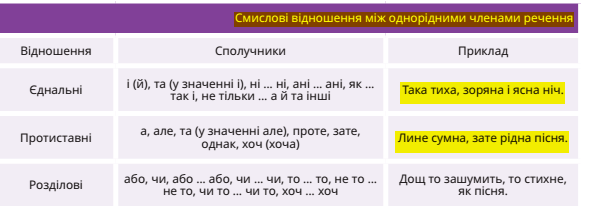 Смислові відношення між однорідними членами речення
Відношення Сполучники Приклад
Єднальні
і (й), та (у значенні і), ні ... ні, ані ... ані, як ...
так і, не тільки ... а й та інші
Така тиха, зоряна і ясна ніч.
Протиставні
а, але, та (у значенні але), проте, зате,
однак, хоч (хоча)
Лине сумна, зате рідна пісня.
Розділові
або, чи, або ... або, чи ... чи, то ... то, не то ...
не то, чи то ... чи то, хоч ... хоч
Дощ то зашумить, то стихне,
як пісня.